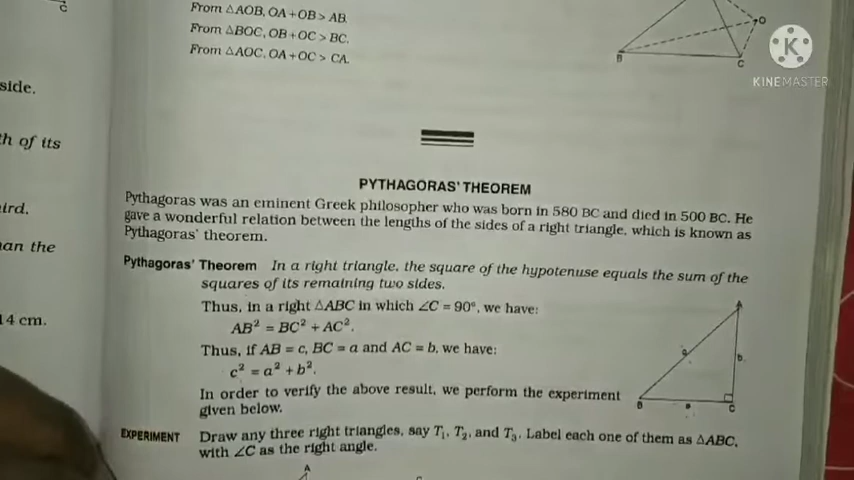 C
From △AOB, OA + OB > AB.
From △BOC, OB + OC > BC.
From △AOC, OA + OC > CA.
O
B
C
K
KINEMASTER
side.
th of its
ird.
an the
14 cm.
PYTHAGORAS' THEOREM
Pythagoras was an eminent Greek philosopher who was born in 580 BC and died in 500 BC. He
gave a wonderful relation between the lengths of the sides of a right triangle, which is known as
Pythagoras' theorem.
Pythagoras' Theorem In a right triangle, the square of the hypotenuse equals the sum of the
squares of its remaining two sides.
Thus, in a right △ABC in which ∠C = 90°, we have:
AB² = BC² + AC².
Thus, if AB = c, BC = a and AC = b, we have:
c² = a² + b².
In order to verify the above result, we perform the experiment
given below.
A
b
B
C
EXPERIMENT Draw any three right triangles, say T₁, T₂, and T₃. Label each one of them as △ABC,
with ∠C as the right angle.
A